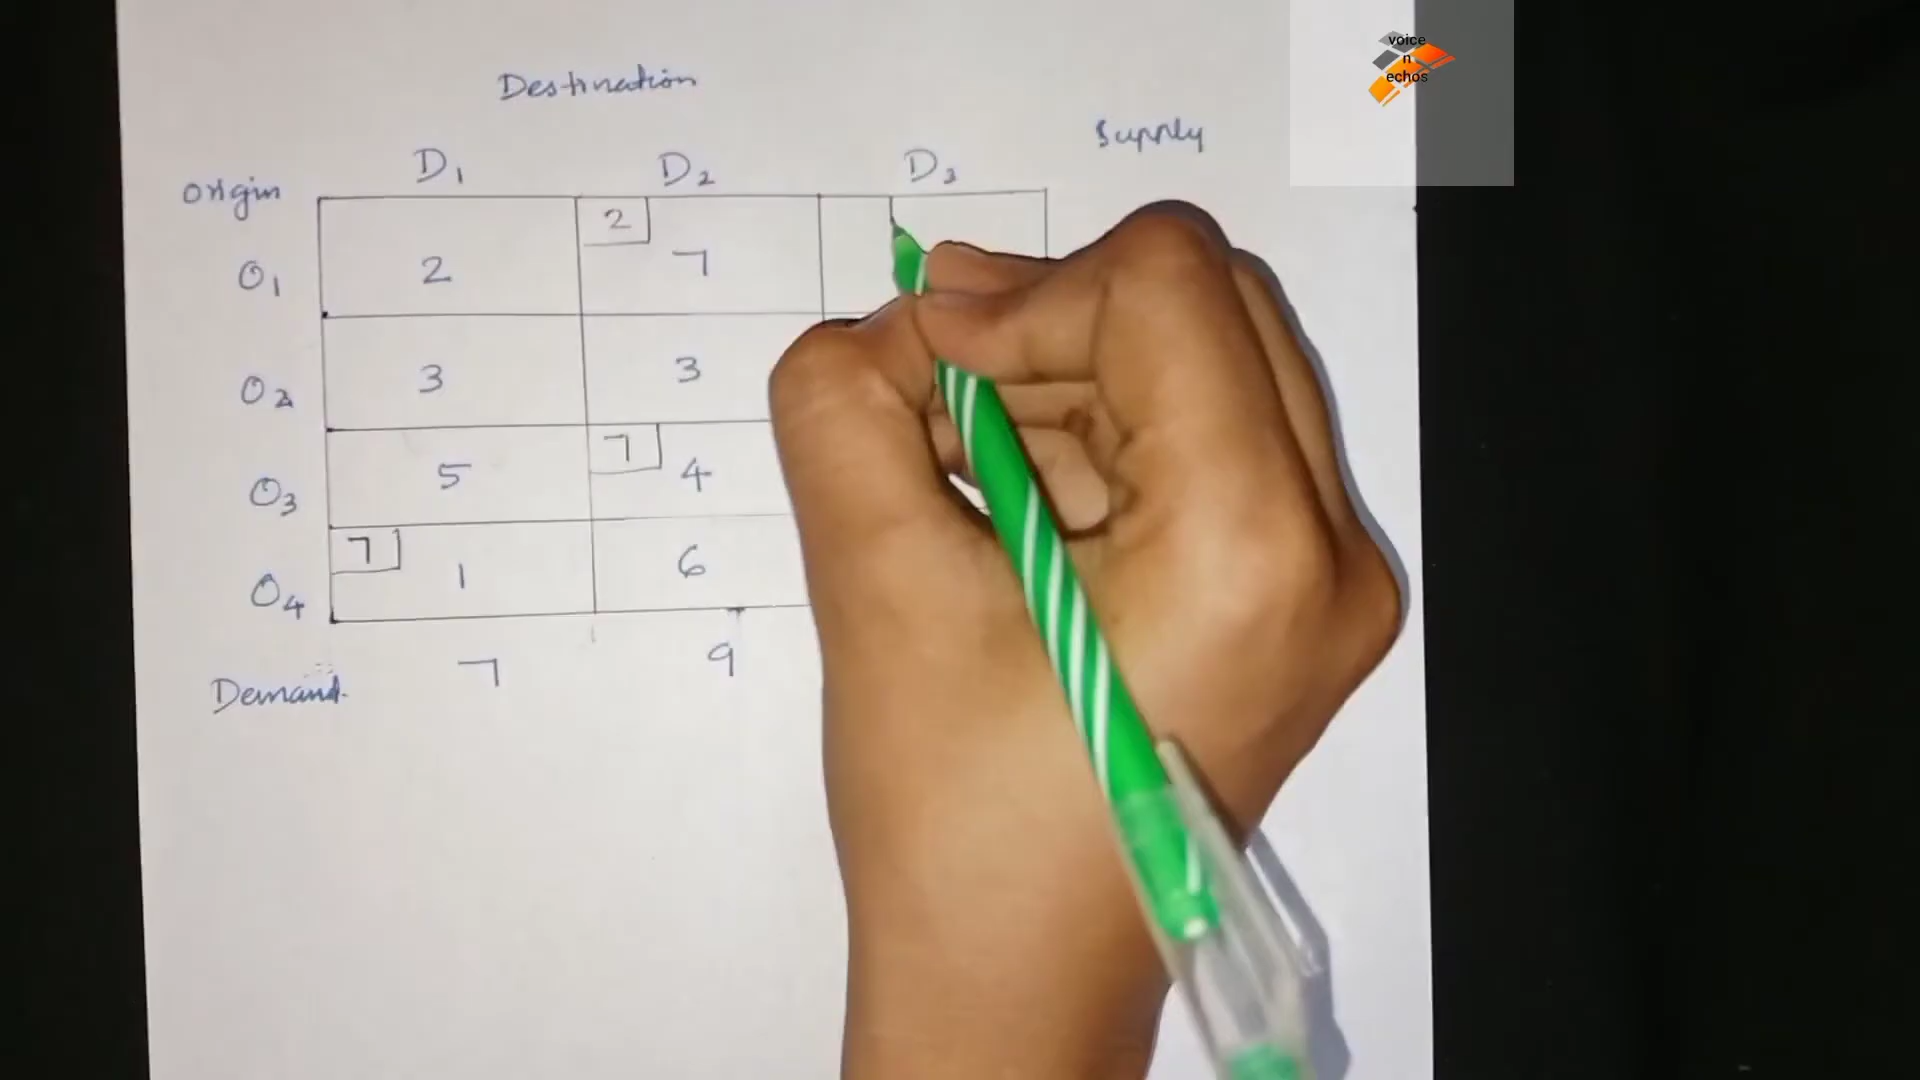 voice
n
echos
Destination
Supply
Origin D1 D2 D3
O1 2 2 7
O2 3 3
O3 5 7 4
O4 7 1 6
Demand. 7 9